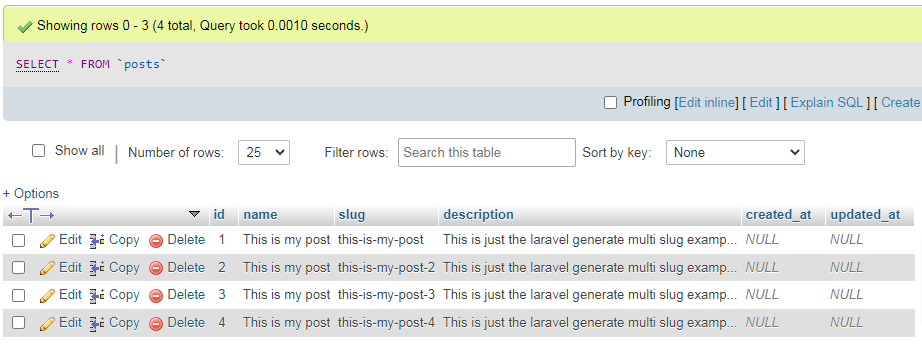 Showing rows 0 - 3 (4 total, Query took 0.0010 seconds.)
SELECT * FROM `posts`
Profiling [Edit inline] [ Edit ] [ Explain SQL ] [ Create
Show all Number of rows: 25 Filter rows: Search this table Sort by key: None
+ Options
id name slug description created_at updated_at
Edit Copy Delete 1 This is my post this-is-my-post This is just the laravel generate multi slug examp... NULL NULL
Edit Copy Delete 2 This is my post this-is-my-post-2 This is just the laravel generate multi slug examp... NULL NULL
Edit Copy Delete 3 This is my post this-is-my-post-3 This is just the laravel generate multi slug examp... NULL NULL
Edit Copy Delete 4 This is my post this-is-my-post-4 This is just the laravel generate multi slug examp... NULL NULL